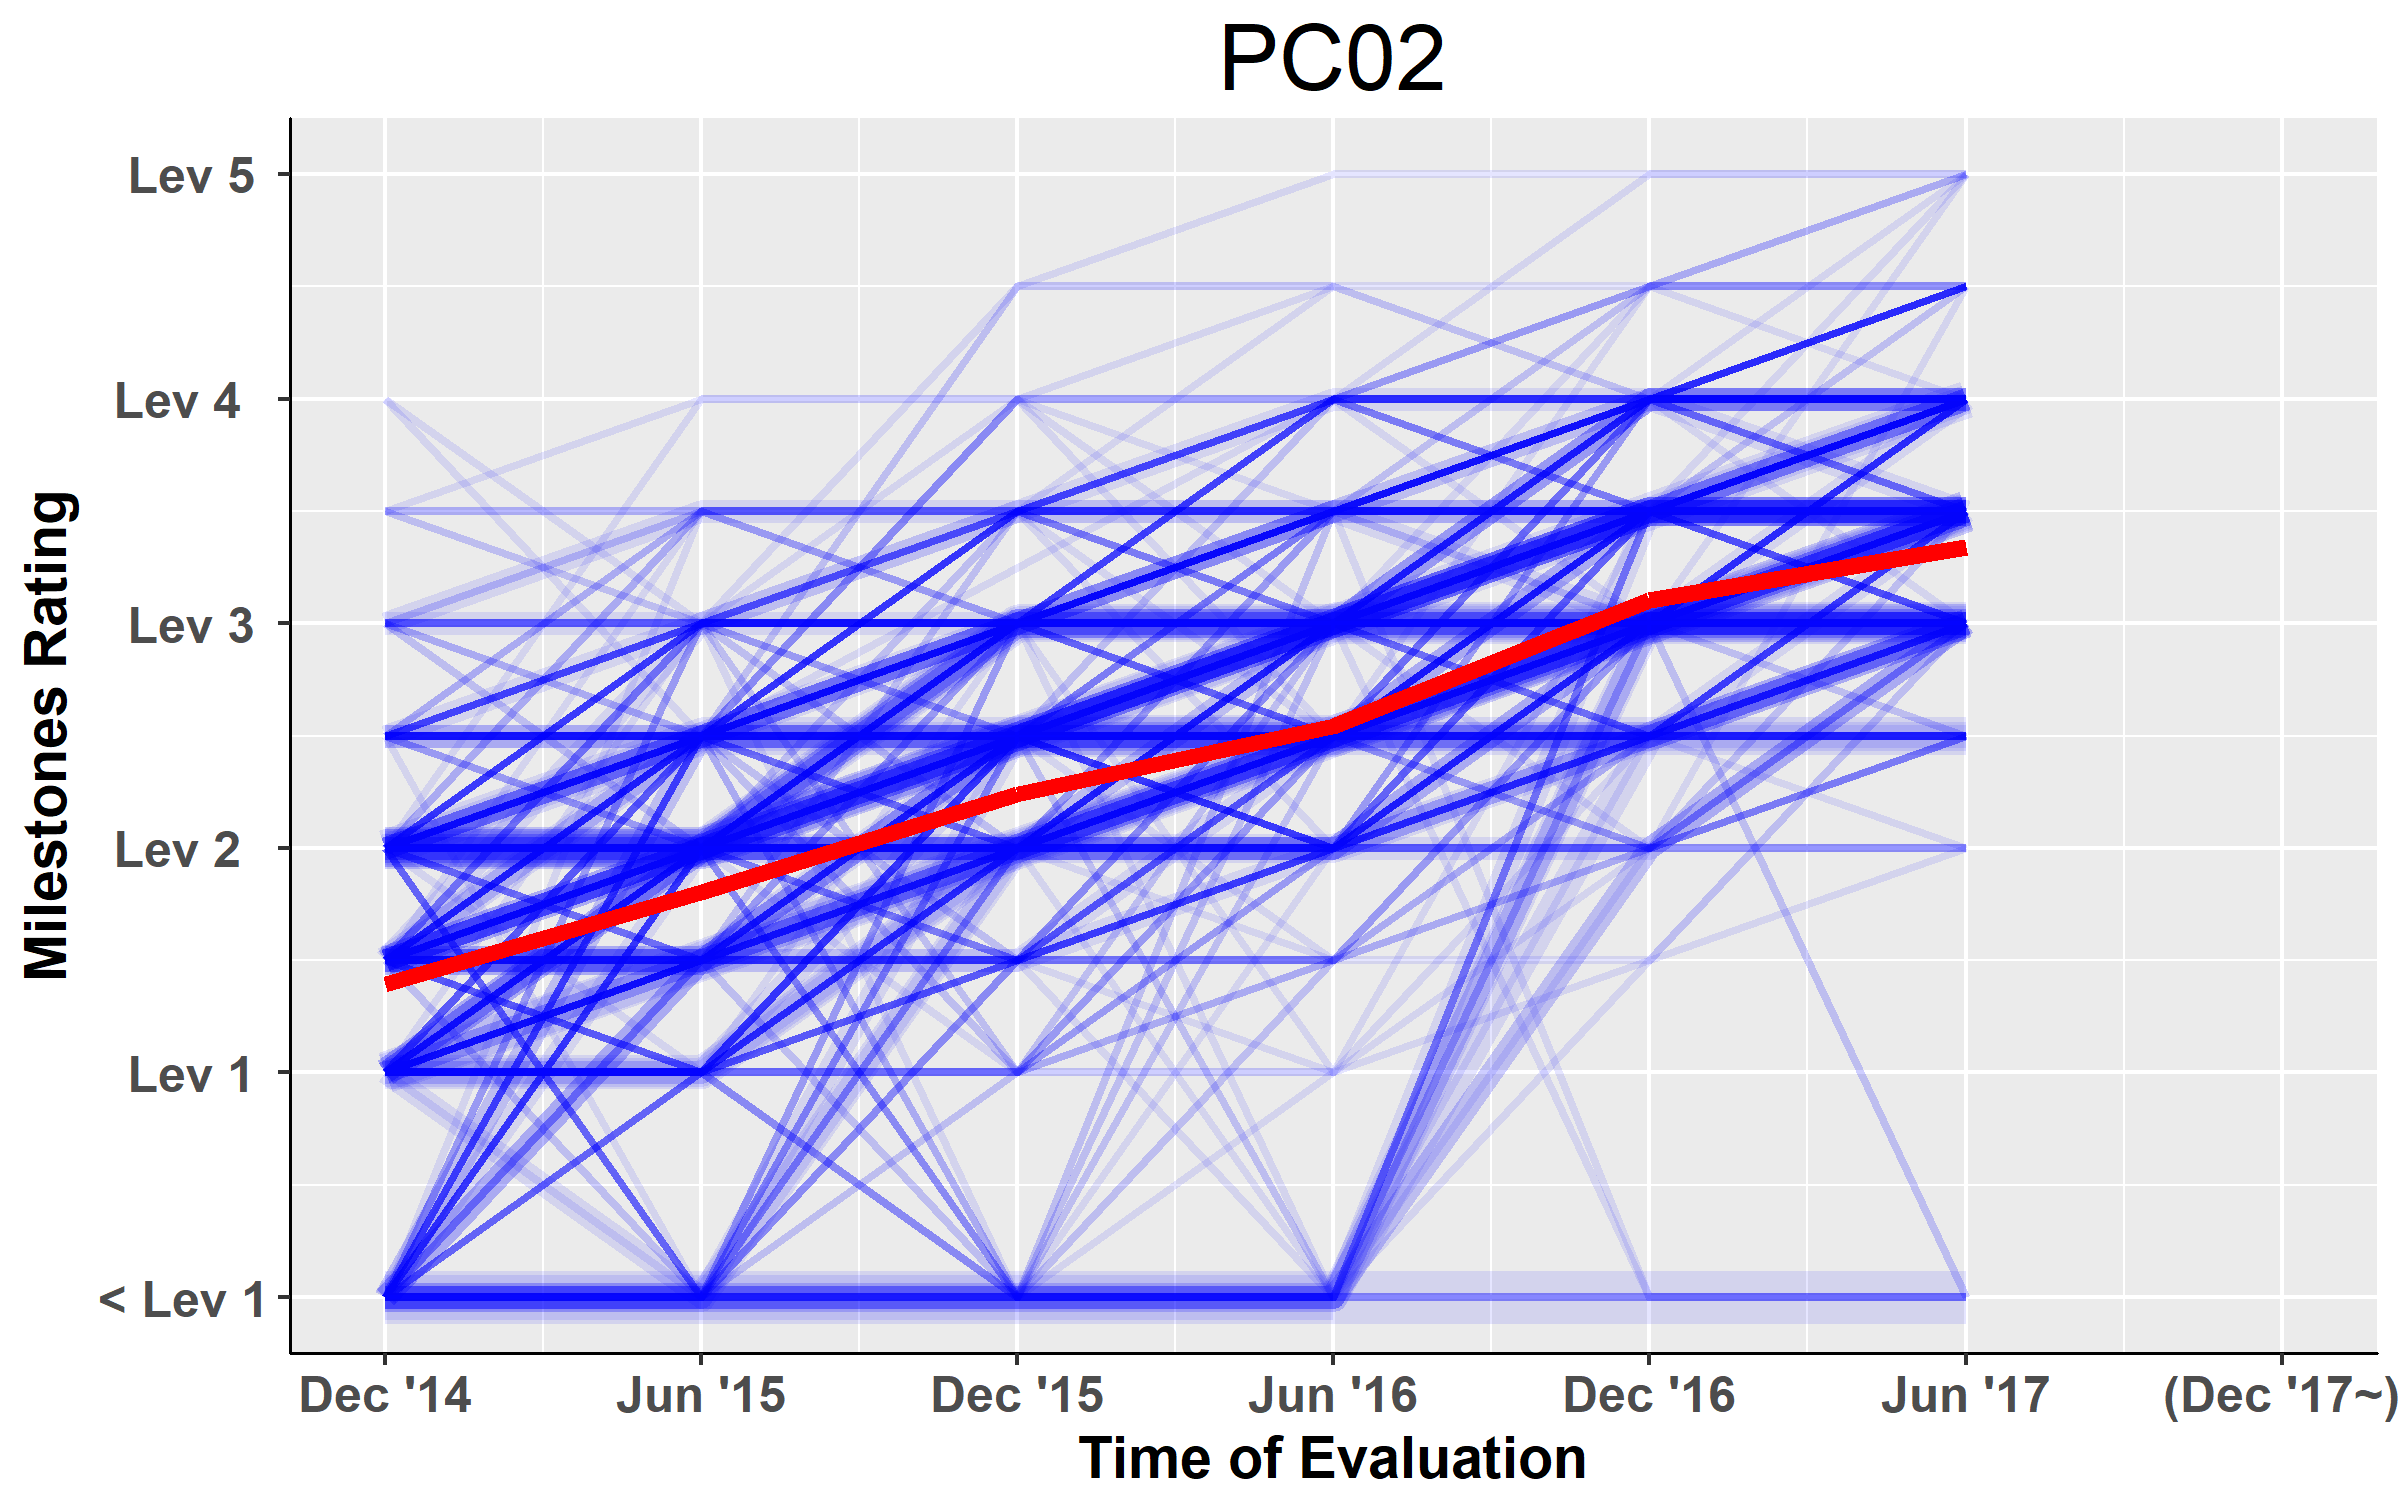 PC02
Milestones Rating
Lev 5
Lev 4
Lev 3
Lev 2
Lev 1
< Lev 1
Dec '14
Jun '15
Dec '15
Jun '16
Dec '16
Jun '17
(Dec '17~)
Time of Evaluation